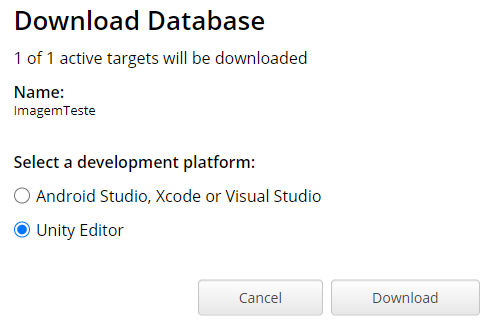 Download Database
1 of 1 active targets will be downloaded
Name:
ImagemTeste
Select a development platform:
Android Studio, Xcode or Visual Studio
Unity Editor
Cancel
Download